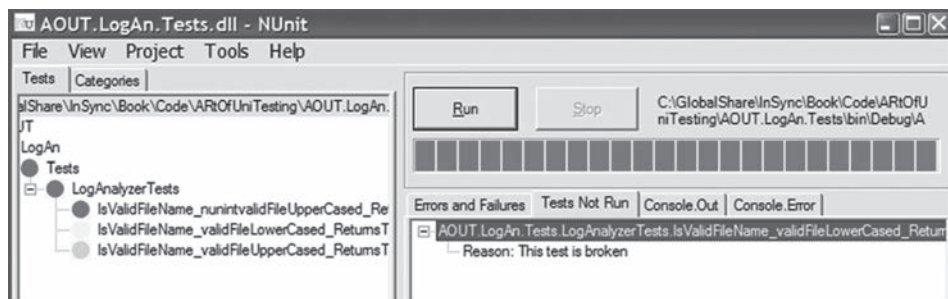 AOUT.LogAn.Tests.dll - NUnit
File View Project Tools Help
Tests Categories
alShare\InSync\Book\Code\ARtOfUniTesting\AOUT.LogAn.
UT
LogAn
Tests
LogAnalyzerTests
IsValidFileName_nunintvalidFileUpperCased_Re
IsValidFileName_validFileLowerCased_ReturnsT
IsValidFileName_validFileUpperCased_ReturnsT
Run
Stop
C:\GlobalShare\InSync\Book\Code\ARtOfU
niTesting\AOUT.LogAn.Tests\bin\Debug\A
Errors and Failures Tests Not Run Console.Out Console.Error
AOUT.LogAn.Tests.LogAnalyzerTests.IsValidFileName_validFileLowerCased_Return
Reason: This test is broken